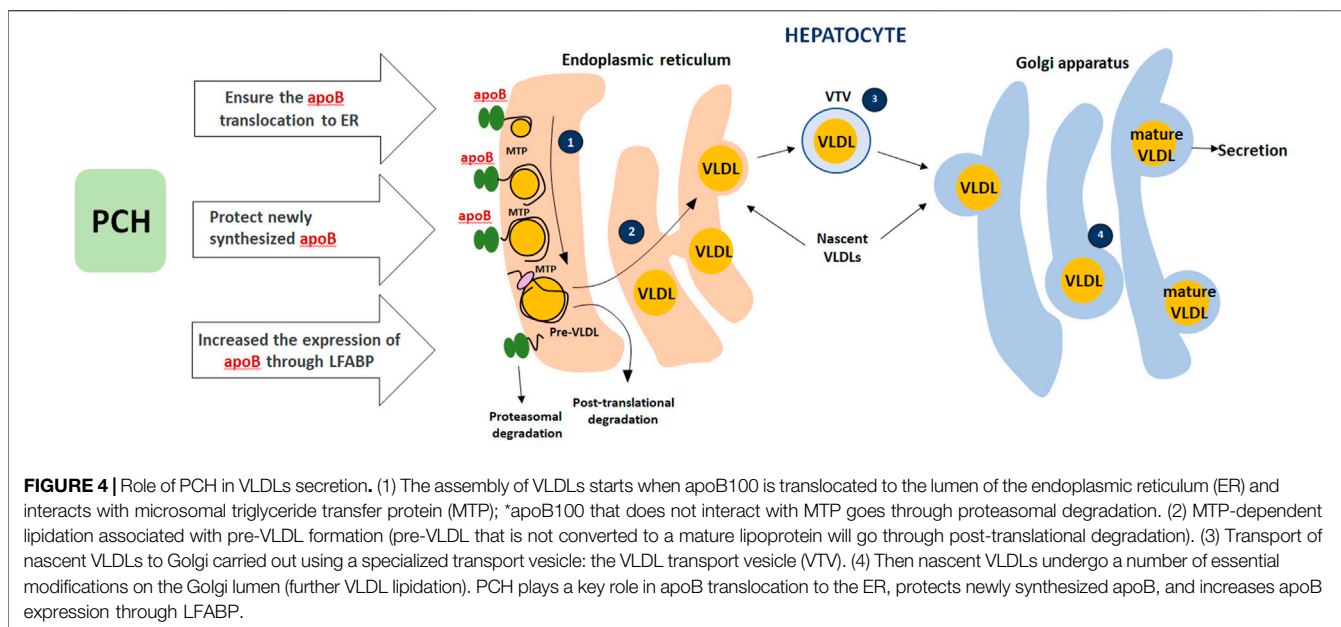 HEPATOCYTE
Endoplasmic reticulum
Golgi apparatus
PCH
Ensure the apoB
translocation to ER
Protect newly
synthesized apoB
Increased the expression of
apoB through LFABP
apoB
MTP
1
apoB
MTP
apoB
MTP
Pre-VLDL
Proteasomal
degradation
Post-translational
degradation
2
VLDL
VLDL
VLDL
VTV
3
VLDL
Nascent
VLDLs
VLDL
4
VLDL
mature
VLDL
Secretion
mature
VLDL
FIGURE 4 | Role of PCH in VLDLs secretion. (1) The assembly of VLDLs starts when apoB100 is translocated to the lumen of the endoplasmic reticulum (ER) and
interacts with microsomal triglyceride transfer protein (MTP); *apoB100 that does not interact with MTP goes through proteasomal degradation. (2) MTP-dependent
lipidation associated with pre-VLDL formation (pre-VLDL that is not converted to a mature lipoprotein will go through post-translational degradation). (3) Transport of
nascent VLDLs to Golgi carried out using a specialized transport vesicle: the VLDL transport vesicle (VTV). (4) Then nascent VLDLs undergo a number of essential
modifications on the Golgi lumen (further VLDL lipidation). PCH plays a key role in apoB translocation to the ER, protects newly synthesized apoB, and increases apoB
expression through LFABP.